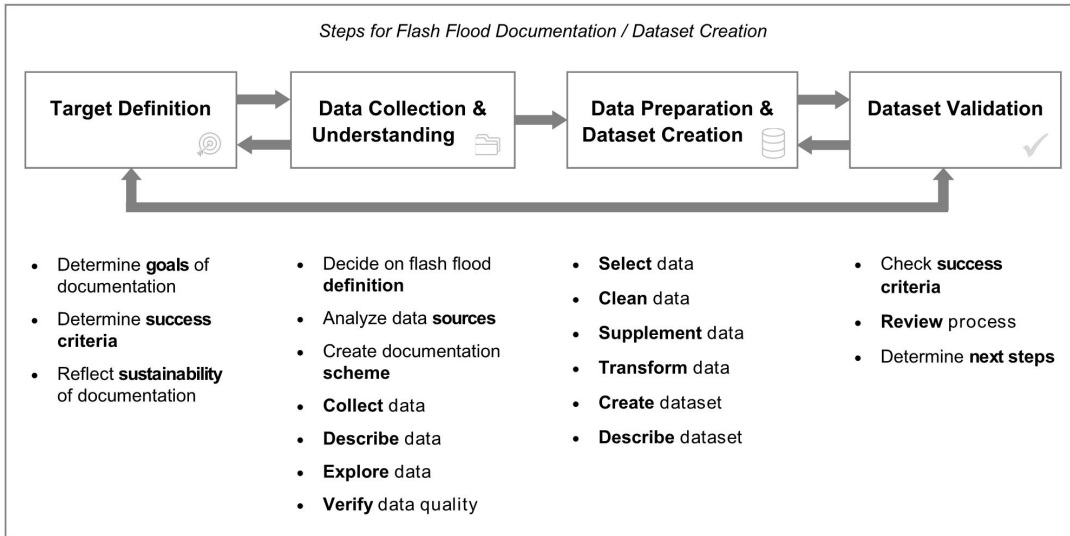 Steps for Flash Flood Documentation / Dataset Creation
Target Definition
Data Collection &
Understanding
Data Preparation &
Dataset Creation
Dataset Validation
• Determine goals of
documentation
• Determine success
criteria
• Reflect sustainability
of documentation
• Decide on flash flood
definition
• Analyze data sources
• Create documentation
scheme
• Collect data
• Describe data
• Explore data
• Verify data quality
• Select data
• Clean data
• Supplement data
• Transform data
• Create dataset
• Describe dataset
• Check success
criteria
• Review process
• Determine next steps